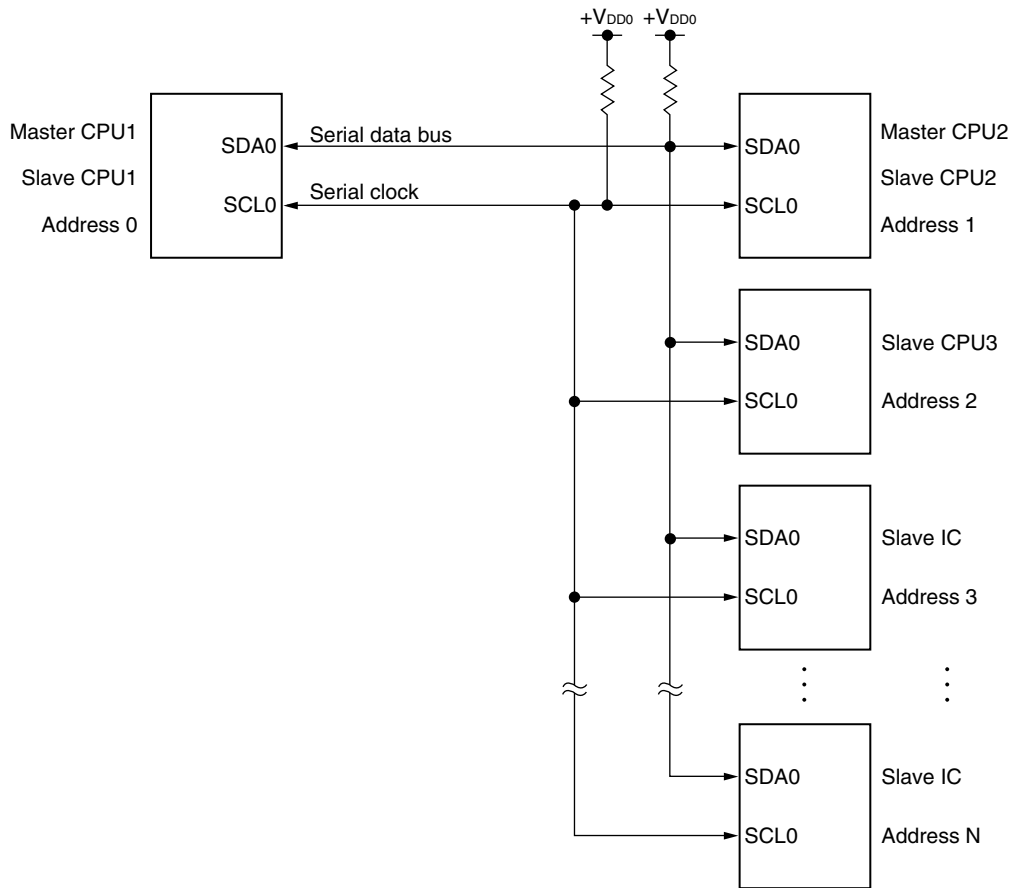 +VDD0 +VDD0
Master CPU1
Slave CPU1
Address 0
SDA0
SCL0
Serial data bus
Serial clock
SDA0
SCL0
Master CPU2
Slave CPU2
Address 1
SDA0
SCL0
Slave CPU3
Address 2
SDA0
SCL0
Slave IC
Address 3
SDA0
SCL0
Slave IC
Address N